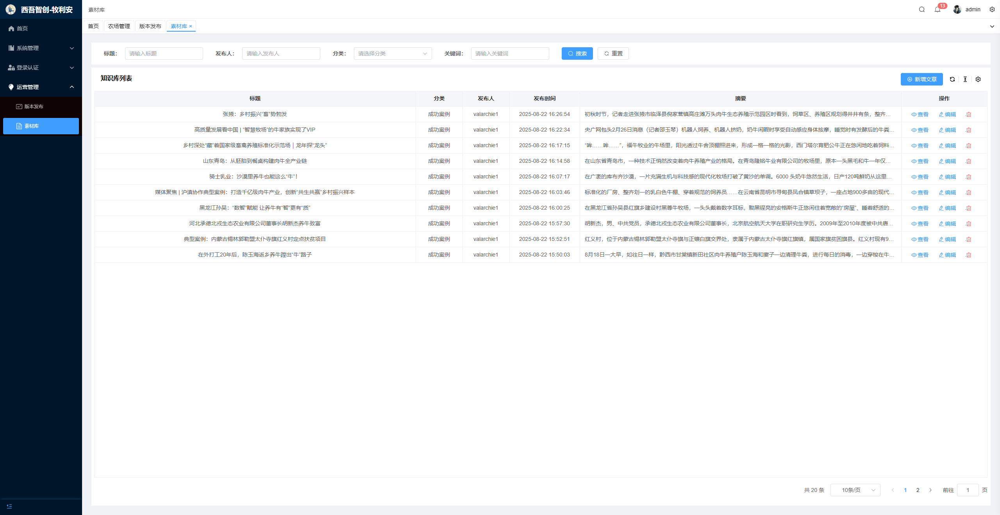 西吾智创-牧利安
素材库
13
admin
首页
农场管理
版本发布
素材库
首页
系统管理
登录认证
运营管理
版本发布
素材库
标题： 请输入标题 发布人： 请输入发布人 分类： 请选择分类 关键词： 请输入关键词 搜索 重置
知识库列表 新增文章
标题 分类 发布人 发布时间 摘要 操作
张掖：乡村振兴“畜”势勃发 成功案例 valarchie1 2025-08-22 16:26:54 初秋时节，记者走进张掖市临泽县倪家营镇高庄滩万头肉牛生态养殖示范园区时看到，饲草区、养殖区规划得井井有条，整齐... 查看 编辑
高质量发展看中国 | “智慧牧场”的牛家族实现了VIP 成功案例 valarchie1 2025-08-22 16:22:34 央广网包头2月26日消息（记者邵玉琴）机器人饲养、机器人挤奶，奶牛闲暇时享受自动感应身体按摩，睡觉时有发酵后的牛粪... 查看 编辑
乡村深处“藏”着国家级畜禽养殖标准化示范场｜龙年探“龙头” 成功案例 valarchie1 2025-08-22 16:17:15 “哞……哞……”，福牛牧业的牛场里，阳光透过牛舍顶棚照进来，形成一格一格的光影，西门塔尔育肥公牛正在悠闲地吃着饲料... 查看 编辑
山东青岛：从胚胎到餐桌构建肉牛全产业链 成功案例 valarchie1 2025-08-22 16:14:58 在山东省青岛市，一种技术正悄然改变着肉牛养殖产业的格局。在青岛隆铭牛业有限公司的牧场里，原本一头黑毛和牛一年仅... 查看 编辑
骑士乳业：沙漠里养牛也能这么“牛”！ 成功案例 valarchie1 2025-08-22 16:07:17 在广袤的库布齐沙漠，一片充满生机与科技感的现代化牧场打破了黄沙的单调。6000 头奶牛悠然生活，日产120吨鲜奶从这里... 查看 编辑
媒体聚焦 | 沪滇协作典型案例：打造千亿级肉牛产业，创新“共生共赢”乡村振兴样本 成功案例 valarchie1 2025-08-22 16:03:46 标准化的厂房、整齐划一的乳白色牛棚、穿着规范的饲养员……在云南省昆明市寻甸县凤合镇草坝子，一座占地900多亩的现代... 查看 编辑
黑龙江孙吴：“数智”赋能 让养牛有“智”更有“质” 成功案例 valarchie1 2025-08-22 16:00:25 在黑龙江省孙吴县红旗乡建设村黑尊牛牧场，一头头戴着数字耳标，黝黑锃亮的安格斯牛正悠闲住着宽敞的“房屋”、睡着舒适的... 查看 编辑
河北承德北戎生态农业有限公司董事长胡新杰养牛致富 成功案例 valarchie1 2025-08-22 15:57:30 胡新杰，男、中共党员，承德北戎生态农业有限公司董事长，北京航空航天大学在职研究生学历。2009年至2010年度被中共唐... 查看 编辑
典型案例：内蒙古锡林郭勒盟太仆寺旗红义村定点扶贫项目 成功案例 valarchie1 2025-08-22 15:52:51 红义村，位于内蒙古锡林郭勒盟太仆寺旗与正镶白旗交界处，隶属于内蒙古太仆寺旗红旗镇，属国家旗贫困旗县。红义村现有9... 查看 编辑
在外打工20年后，陈玉海返乡养牛蹚出“牛”路子 成功案例 valarchie1 2025-08-22 15:50:03 8月18日一大早，如往日一样，黔西市甘棠镇新田社区肉牛养殖户陈玉海和妻子一边清理牛粪，进行每日的消毒，一边穿梭在牛... 查看 编辑
共 20 条 10条/页 1 2 前往 1 页